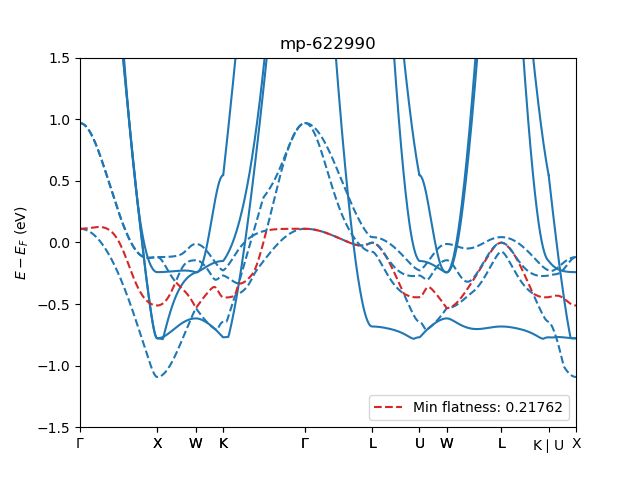 mp-622990
E − E_F (eV)
1.5
1.0
0.5
0.0
−0.5
−1.0
−1.5
Min flatness: 0.21762
Γ X W K Γ L U W L K | U X